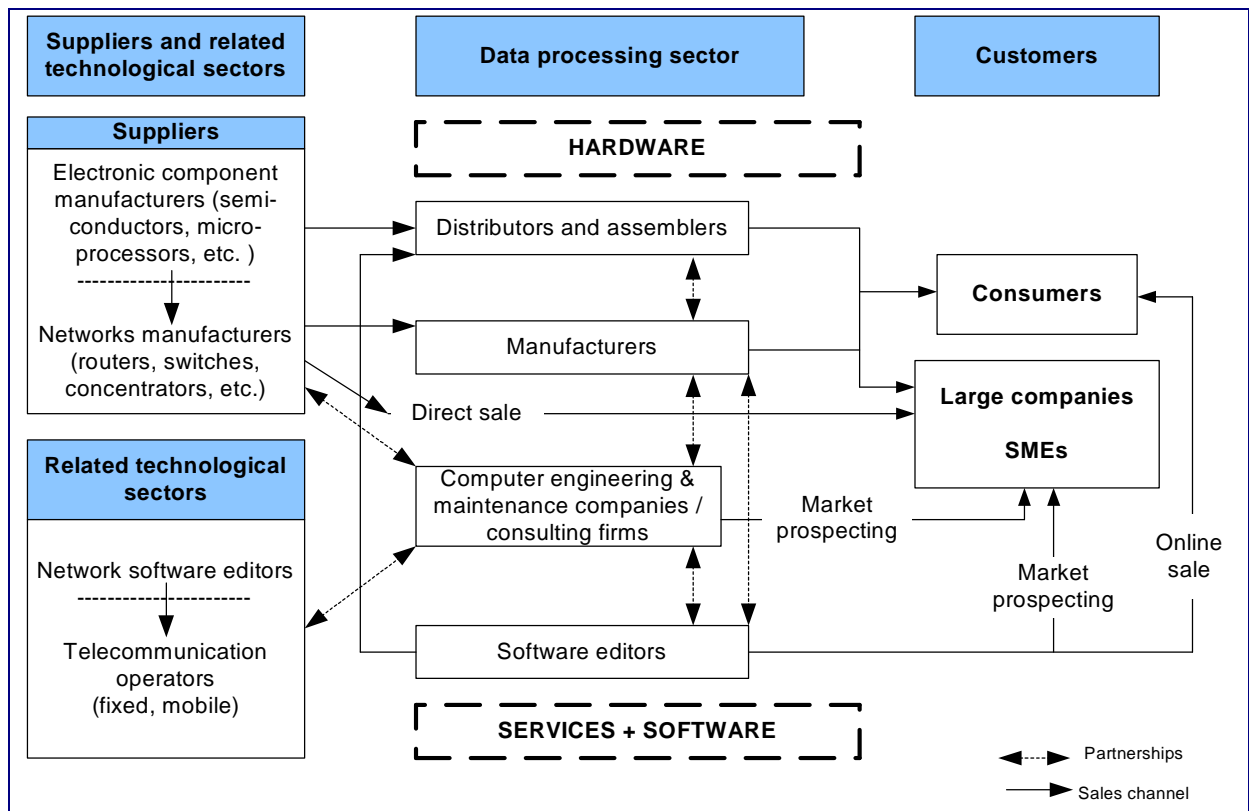 Suppliers and related
technological sectors
Data processing sector
Customers
Suppliers
Electronic component
manufacturers (semi-
conductors, micro-
processors, etc. )
Networks manufacturers
(routers, switches,
concentrators, etc.)
Related technological
sectors
Network software editors
Telecommunication
operators
(fixed, mobile)
HARDWARE
Distributors and assemblers
Manufacturers
Direct sale
Computer engineering &
maintenance companies /
consulting firms
Software editors
SERVICES + SOFTWARE
Market
prospecting
Consumers
Large companies
SMEs
Market
prospecting
Online
sale
Partnerships
Sales channel